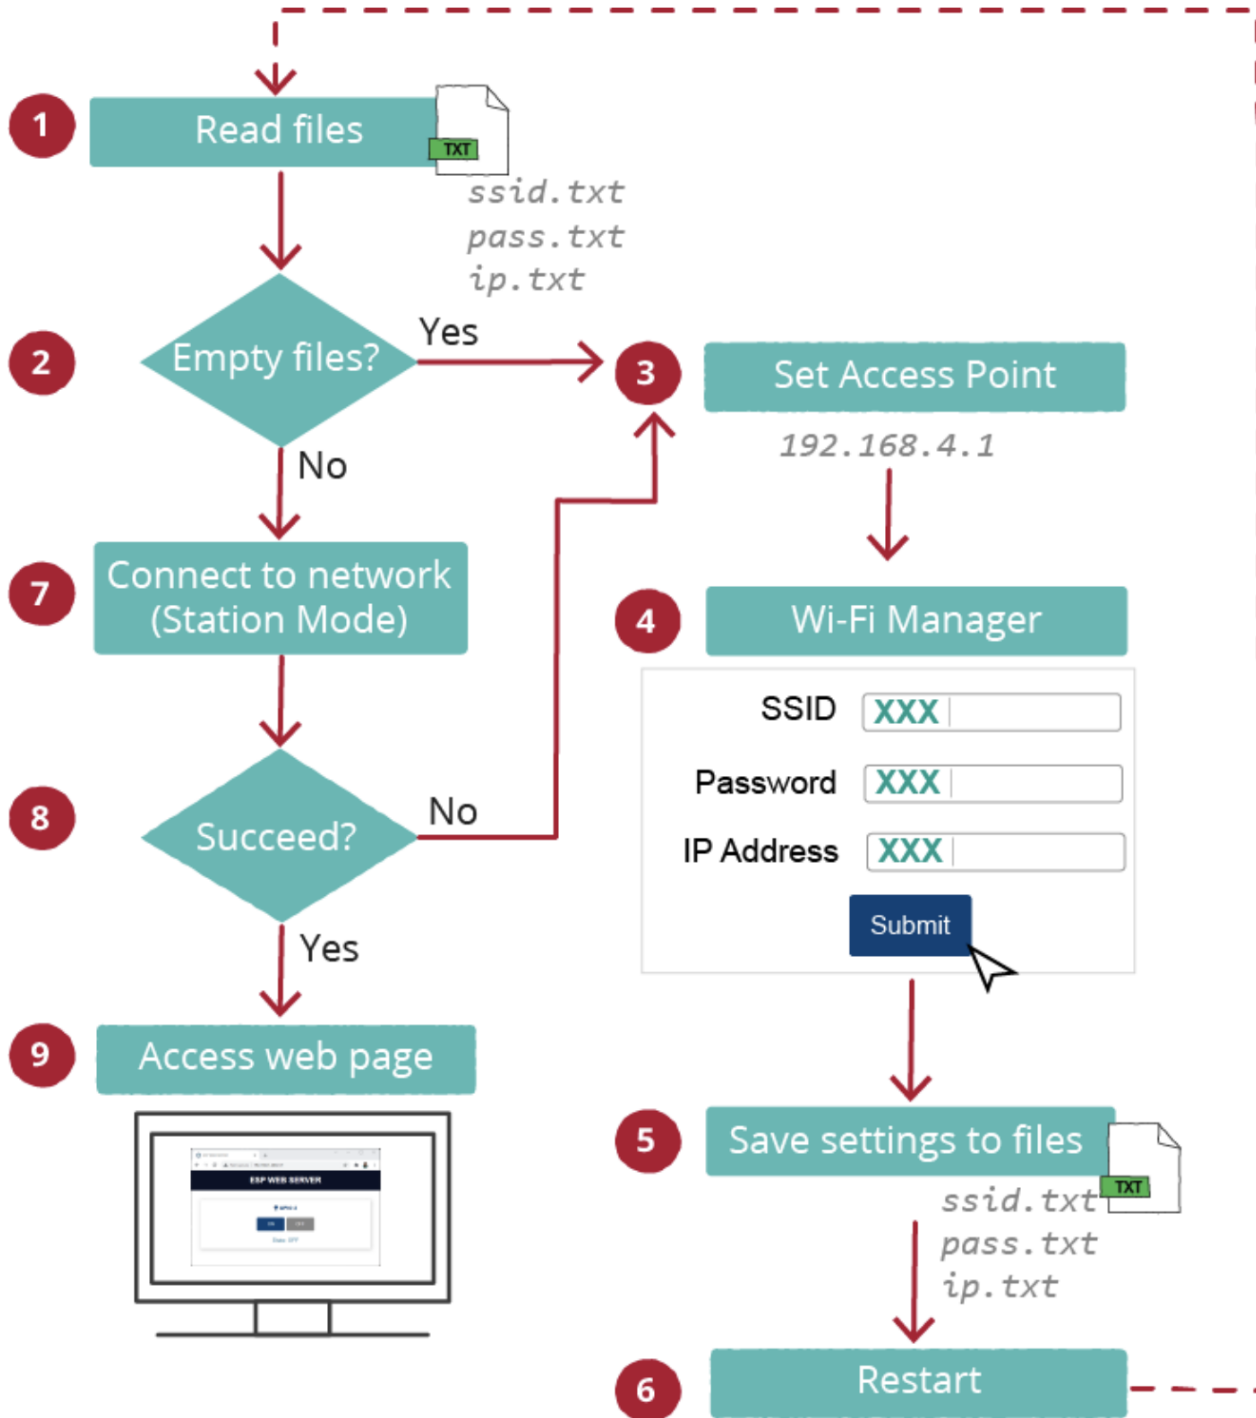 1
Read files
TXT
ssid.txt
pass.txt
ip.txt
2
Empty files?
Yes
No
3
Set Access Point
192.168.4.1
4
Wi-Fi Manager
SSID XXX
Password XXX
IP Address XXX
Submit
7
Connect to network
(Station Mode)
8
Succeed?
No
Yes
9
Access web page
ESP WEB SERVER
5
Save settings to files
TXT
ssid.txt
pass.txt
ip.txt
6
Restart